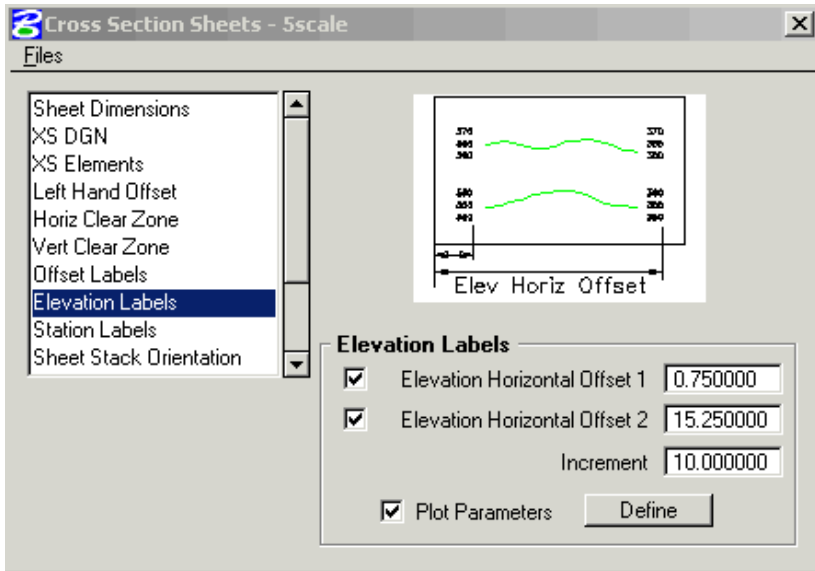 Cross Section Sheets - 5scale
Files
Sheet Dimensions
XS DGN
XS Elements
Left Hand Offset
Horiz Clear Zone
Vert Clear Zone
Offset Labels
Elevation Labels
Station Labels
Sheet Stack Orientation
370
370
Elev Horiz Offset
Elevation Labels
Elevation Horizontal Offset 1 0.750000
Elevation Horizontal Offset 2 15.250000
Increment 10.000000
Plot Parameters Define